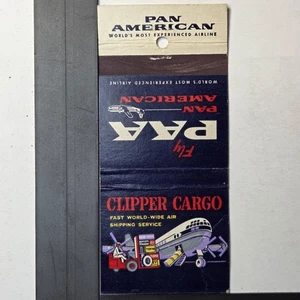 PAN
AMERICAN
WORLD'S MOST EXPERIENCED AIRLINE
WORLD'S MOST EXPERIENCED AIRLINE
PAN
AMERICAN
Fly
PAA
CLIPPER CARGO
FAST WORLD-WIDE AIR
SHIPPING SERVICE